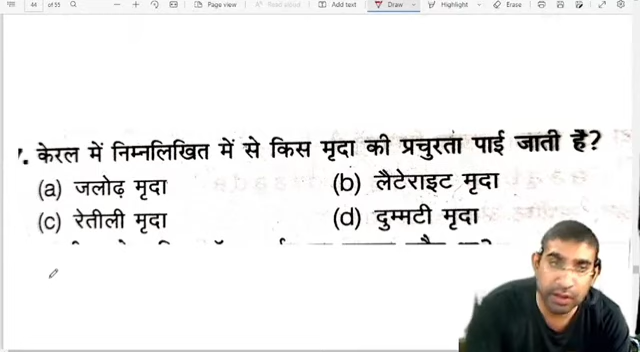 44 of 55
Page view
Read aloud
Add text
Draw
Highlight
Erase
. केरल में निम्नलिखित में से किस मृदा की प्रचुरता पाई जाती है?
(a) जलोढ़ मृदा (b) लैटेराइट मृदा
(c) रेतीली मृदा (d) दुम्मटी मृदा